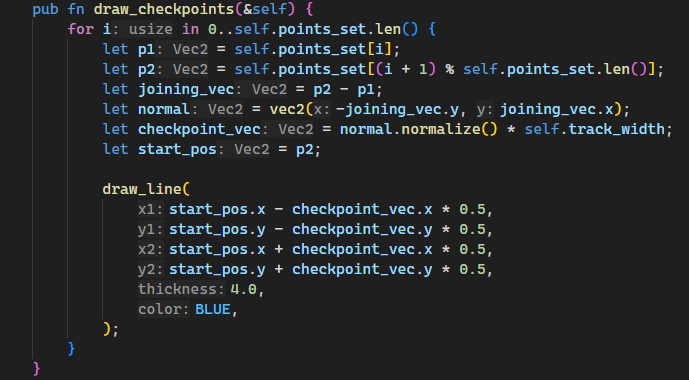 pub fn draw_checkpoints(&self) {
    for i: usize in 0..self.points_set.len() {
        let p1: Vec2 = self.points_set[i];
        let p2: Vec2 = self.points_set[(i + 1) % self.points_set.len()];
        let joining_vec: Vec2 = p2 - p1;
        let normal: Vec2 = vec2(x: -joining_vec.y, y: joining_vec.x);
        let checkpoint_vec: Vec2 = normal.normalize() * self.track_width;
        let start_pos: Vec2 = p2;

        draw_line(
            x1: start_pos.x - checkpoint_vec.x * 0.5,
            y1: start_pos.y - checkpoint_vec.y * 0.5,
            x2: start_pos.x + checkpoint_vec.x * 0.5,
            y2: start_pos.y + checkpoint_vec.y * 0.5,
            thickness: 4.0,
            color: BLUE,
        );
    }
}